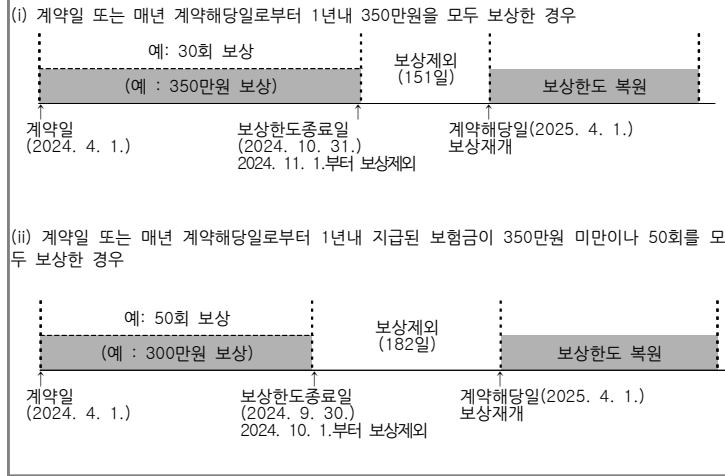 (i) 계약일 또는 매년 계약해당일로부터 1년내 350만원을 모두 보상한 경우
예: 30회 보상
(예 : 350만원 보상)
보상제외
(151일)
보상한도 복원
계약일
(2024. 4. 1.)
보상한도종료일
(2024. 10. 31.)
2024. 11. 1.부터 보상제외
계약해당일(2025. 4. 1.)
보상재개
(ii) 계약일 또는 매년 계약해당일로부터 1년내 지급된 보험금이 350만원 미만이나 50회를 모
두 보상한 경우
예: 50회 보상
(예 : 300만원 보상)
보상제외
(182일)
보상한도 복원
계약일
(2024. 4. 1.)
보상한도종료일
(2024. 9. 30.)
2024. 10. 1.부터 보상제외
계약해당일(2025. 4. 1.)
보상재개